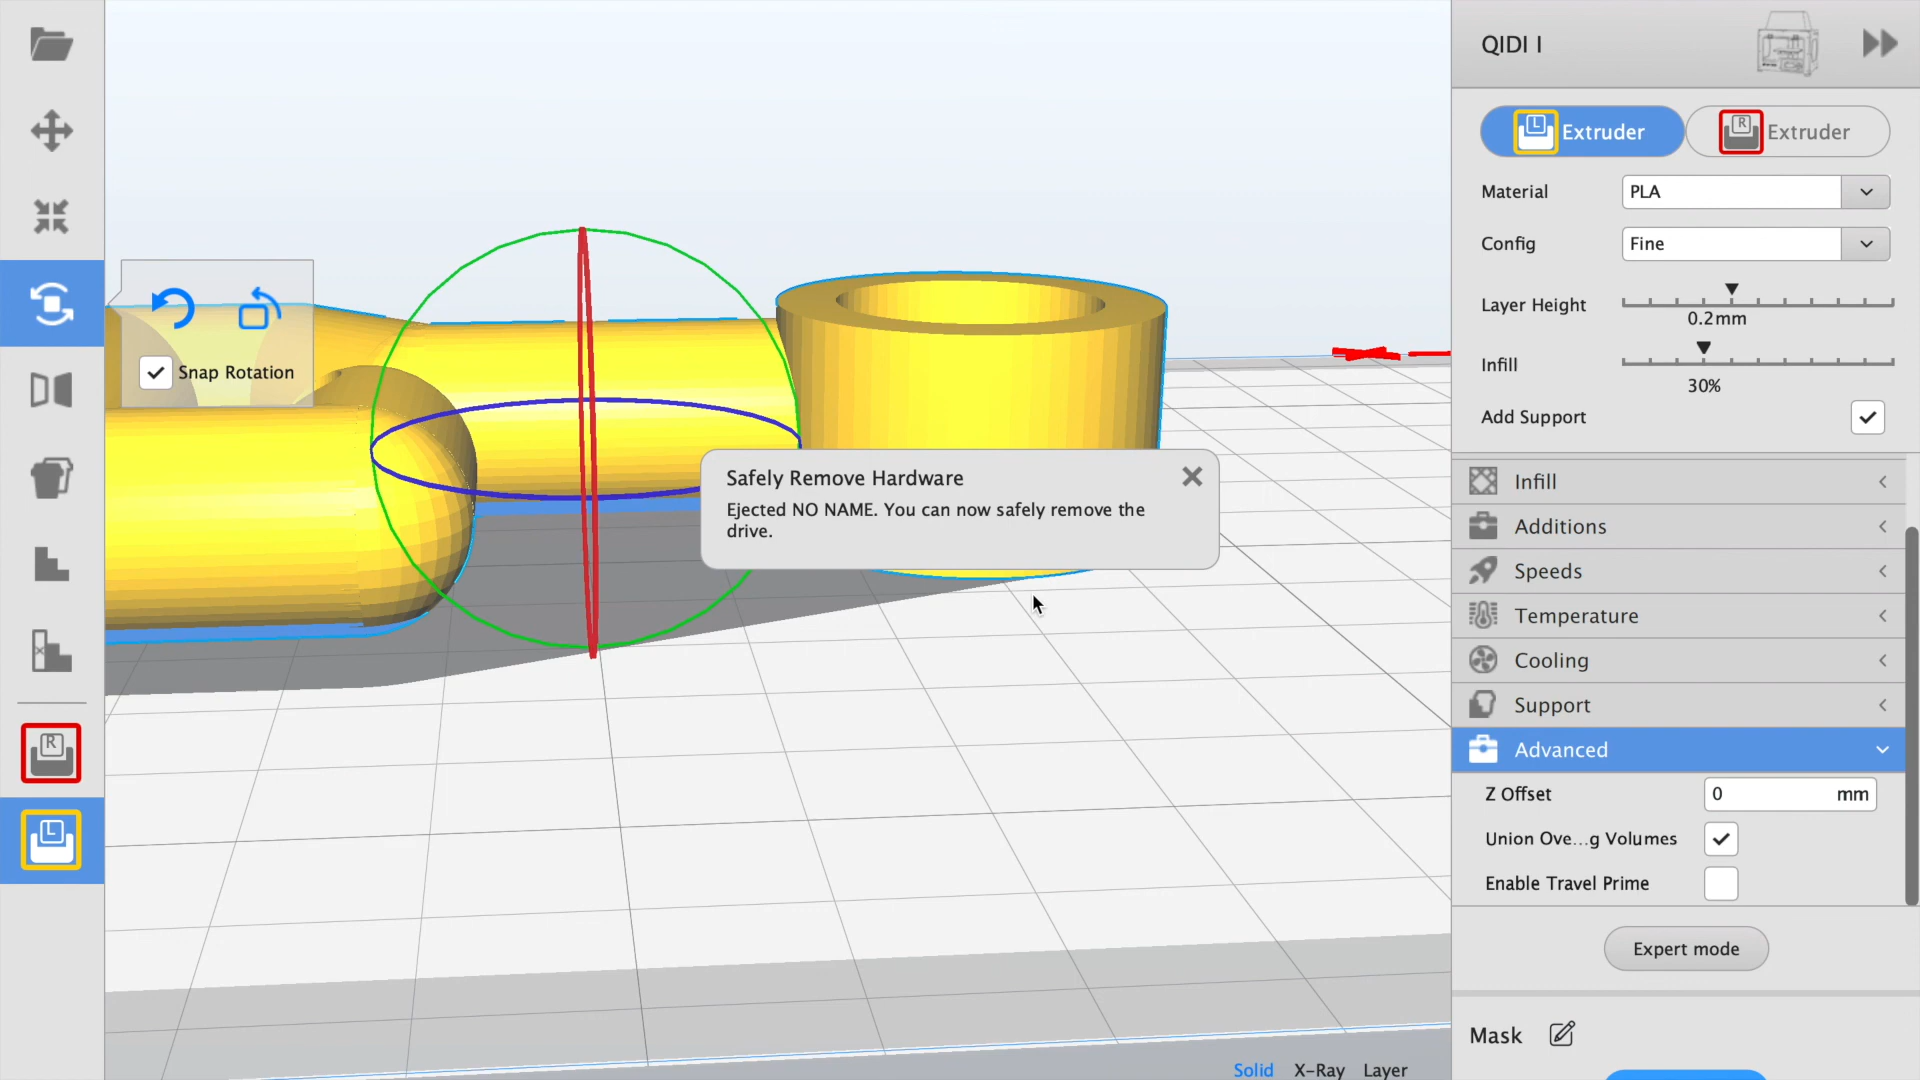 QIDI I
L Extruder
R Extruder
Material PLA
Config Fine
Layer Height
0.2mm
Infill
30%
Add Support
Snap Rotation
Safely Remove Hardware
Ejected NO NAME. You can now safely remove the
drive.
Infill
Additions
Speeds
Temperature
Cooling
Support
Advanced
Z Offset 0 mm
Union Ove...g Volumes
Enable Travel Prime
R
L
Expert mode
Mask
Solid X-Ray Layer